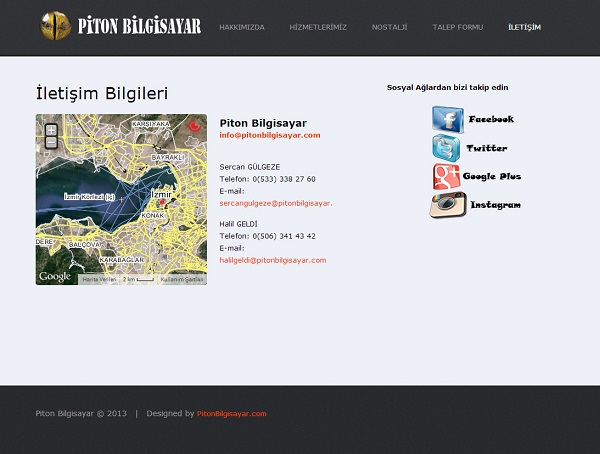 PİTON BİLGİSAYAR
HAKKIMIZDA HİZMETLERİMİZ NOSTALJİ TALEP FORMU İLETİŞİM
İletişim Bilgileri
Sosyal Ağlardan bizi takip edin
KARŞIYAKA
BAYRAKLI
İzmir Körfezi (iç)
İzmir
KONAK
DERE
BALÇOVA
KARABAĞLAR
Google
Harita Verileri 2 km Kullanım Şartları
Piton Bilgisayar
info@pitonbilgisayar.com
Sercan GÜLGEZE
Telefon: 0(533) 338 27 60
E-mail:
sercangulgeze@pitonbilgisayar.
Halil GELDİ
Telefon: 0(506) 341 43 42
E-mail:
halilgeldi@pitonbilgisayar.com
Facebook
Twitter
Google Plus
Instagram
Piton Bilgisayar © 2013 | Designed by PitonBilgisayar.com